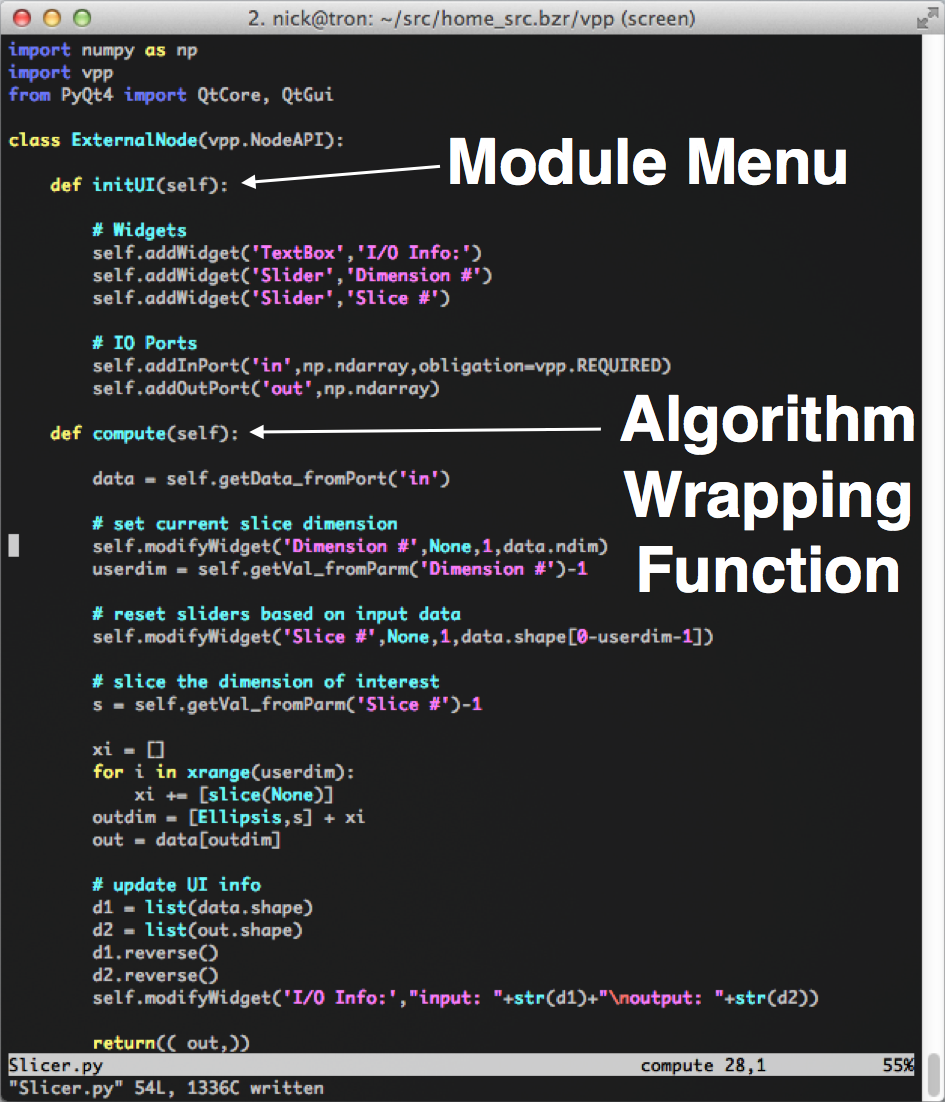 2. nick@tron: ~/src/home_src.bzr/vpp (screen)
import numpy as np
import vpp
from PyQt4 import QtCore, QtGui
class ExternalNode(vpp.NodeAPI):
Module Menu
    def initUI(self):
        # Widgets
        self.addWidget('TextBox','I/O Info:')
        self.addWidget('Slider','Dimension #')
        self.addWidget('Slider','Slice #')
        # IO Ports
        self.addInPort('in',np.ndarray,obligation=vpp.REQUIRED)
        self.addOutPort('out',np.ndarray)
Algorithm
Wrapping
Function
    def compute(self):
        data = self.getData_fromPort('in')
        # set current slice dimension
        self.modifyWidget('Dimension #',None,1,data.ndim)
        userdim = self.getVal_fromParm('Dimension #')-1
        # reset sliders based on input data
        self.modifyWidget('Slice #',None,1,data.shape[0-userdim-1])
        # slice the dimension of interest
        s = self.getVal_fromParm('Slice #')-1
        xi = []
        for i in xrange(userdim):
            xi += [slice(None)]
        outdim = [Ellipsis,s] + xi
        out = data[outdim]
        # update UI info
        d1 = list(data.shape)
        d2 = list(out.shape)
        d1.reverse()
        d2.reverse()
        self.modifyWidget('I/O Info:',"input: "+str(d1)+"\noutput: "+str(d2))
        return(( out,))
Slicer.py compute 28,1 55%
"Slicer.py" 54L, 1336C written